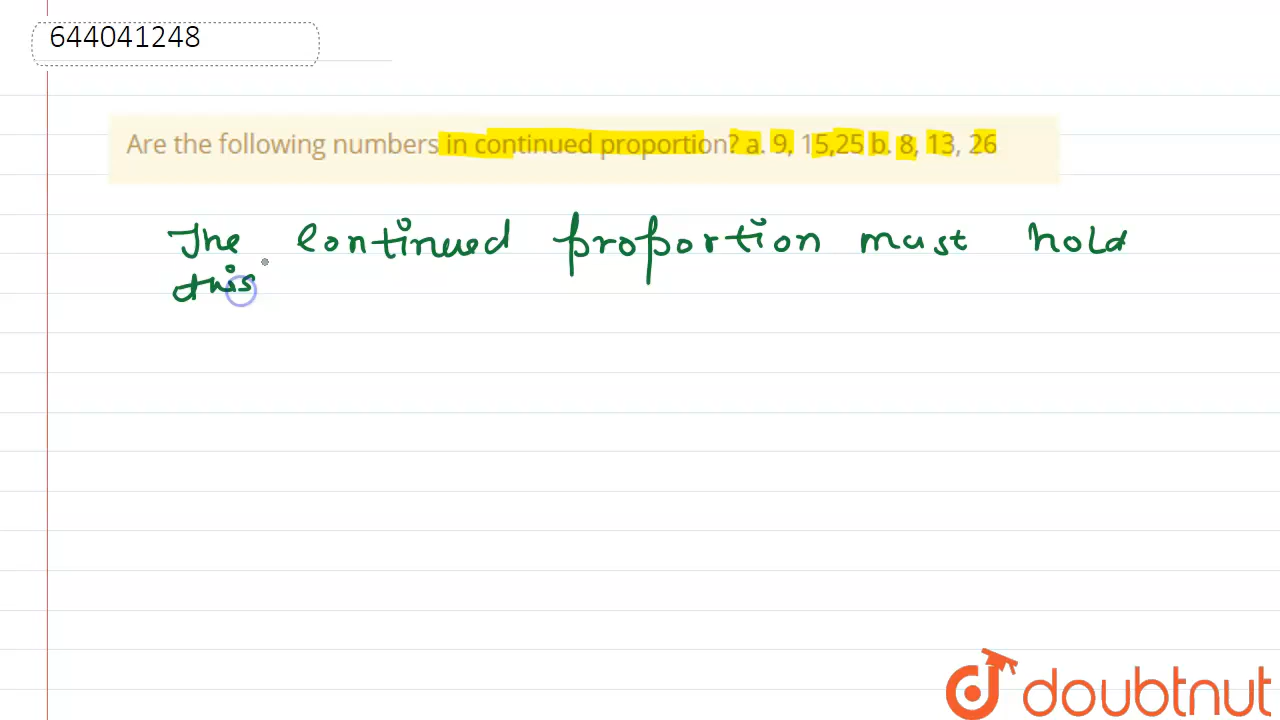 644041248
Are the following numbers in continued proportion? a. 9, 15,25 b. 8, 13, 26
The continued proportion must hold
this
doubtnut